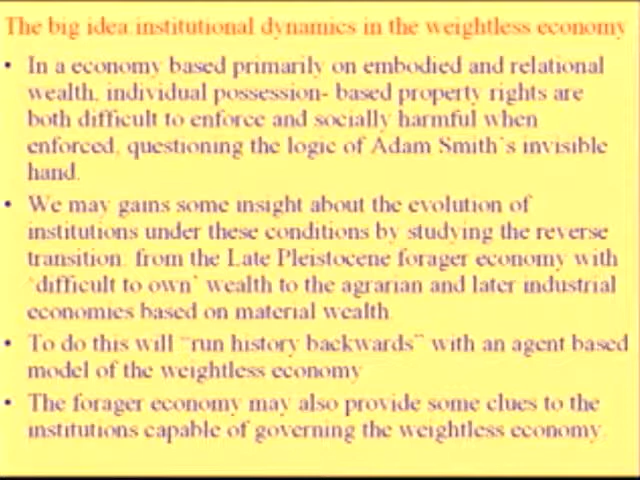 The big idea institutional dynamics in the weightless economy
• In a economy based primarily on embodied and relational
wealth, individual possession- based property rights are
both difficult to enforce and socially harmful when
enforced, questioning the logic of Adam Smith's invisible
hand.
• We may gains some insight about the evolution of
institutions under these conditions by studying the reverse
transition, from the Late Pleistocene forager economy with
'difficult to own' wealth to the agrarian and later industrial
economies based on material wealth
• To do this will "run history backwards" with an agent based
model of the weightless economy
• The forager economy may also provide some clues to the
institutions capable of governing the weightless economy.